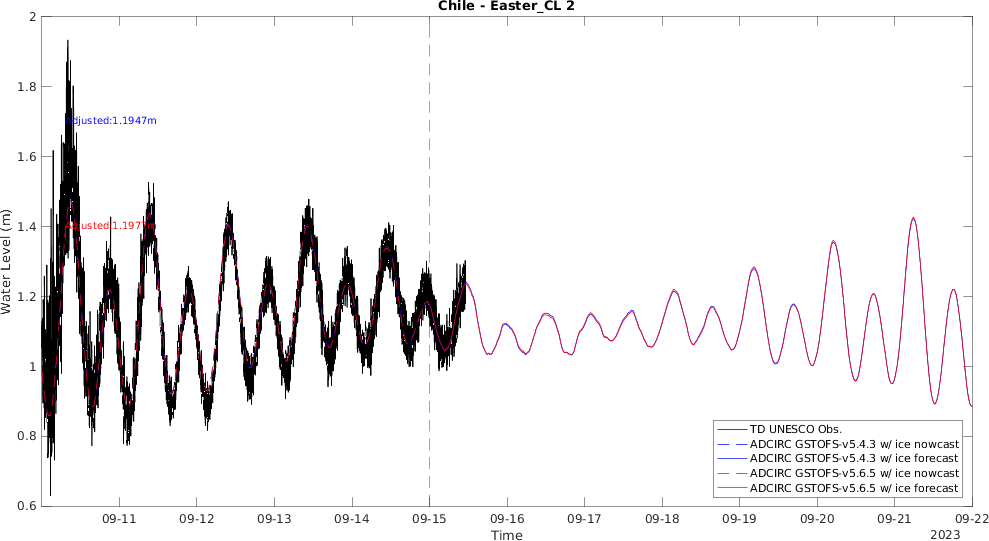 Chile - Easter_CL 2
2
1.8
1.6
1.4
1.2
1
0.8
0.6
Water Level (m)
Adjusted:1.1947m
Adjusted:1.1977m
TD UNESCO Obs.
ADCIRC GSTOFS-v5.4.3 w/ ice nowcast
ADCIRC GSTOFS-v5.4.3 w/ ice forecast
ADCIRC GSTOFS-v5.6.5 w/ ice nowcast
ADCIRC GSTOFS-v5.6.5 w/ ice forecast
09-11 09-12 09-13 09-14 09-15 09-16 09-17 09-18 09-19 09-20 09-21 09-22
Time
2023